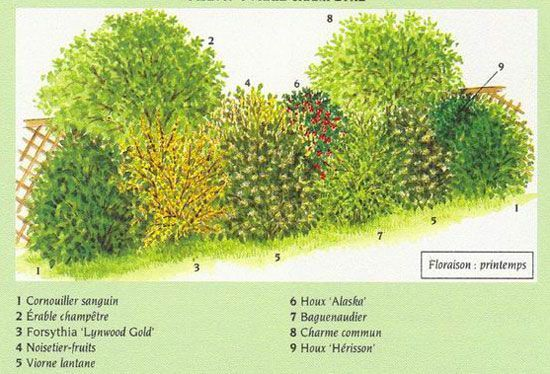 2
8
4
6
9
1
3
5
7
5
1
Floraison : printemps
1 Cornouiller sanguin
2 Érable champêtre
3 Forsythia ‘Lynwood Gold’
4 Noisetier-fruits
5 Viorne lantane
6 Houx ‘Alaska’
7 Baguenaudier
8 Charme commun
9 Houx ‘Hérisson’